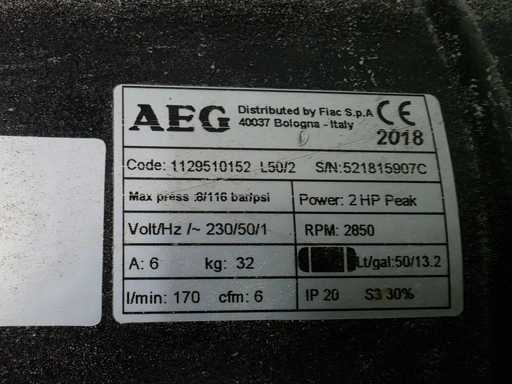 AEG Distributed by Fiac S.p.A CE
40037 Bologna - Italy 2018
Code: 1129510152 L50/2 S/N:521815907C
Max press :8/116 bar/psi Power: 2 HP Peak
Volt/Hz /~ 230/50/1 RPM: 2850
A: 6 kg: 32 Lt/gal:50/13.2
l/min: 170 cfm: 6 IP 20 S3 30%